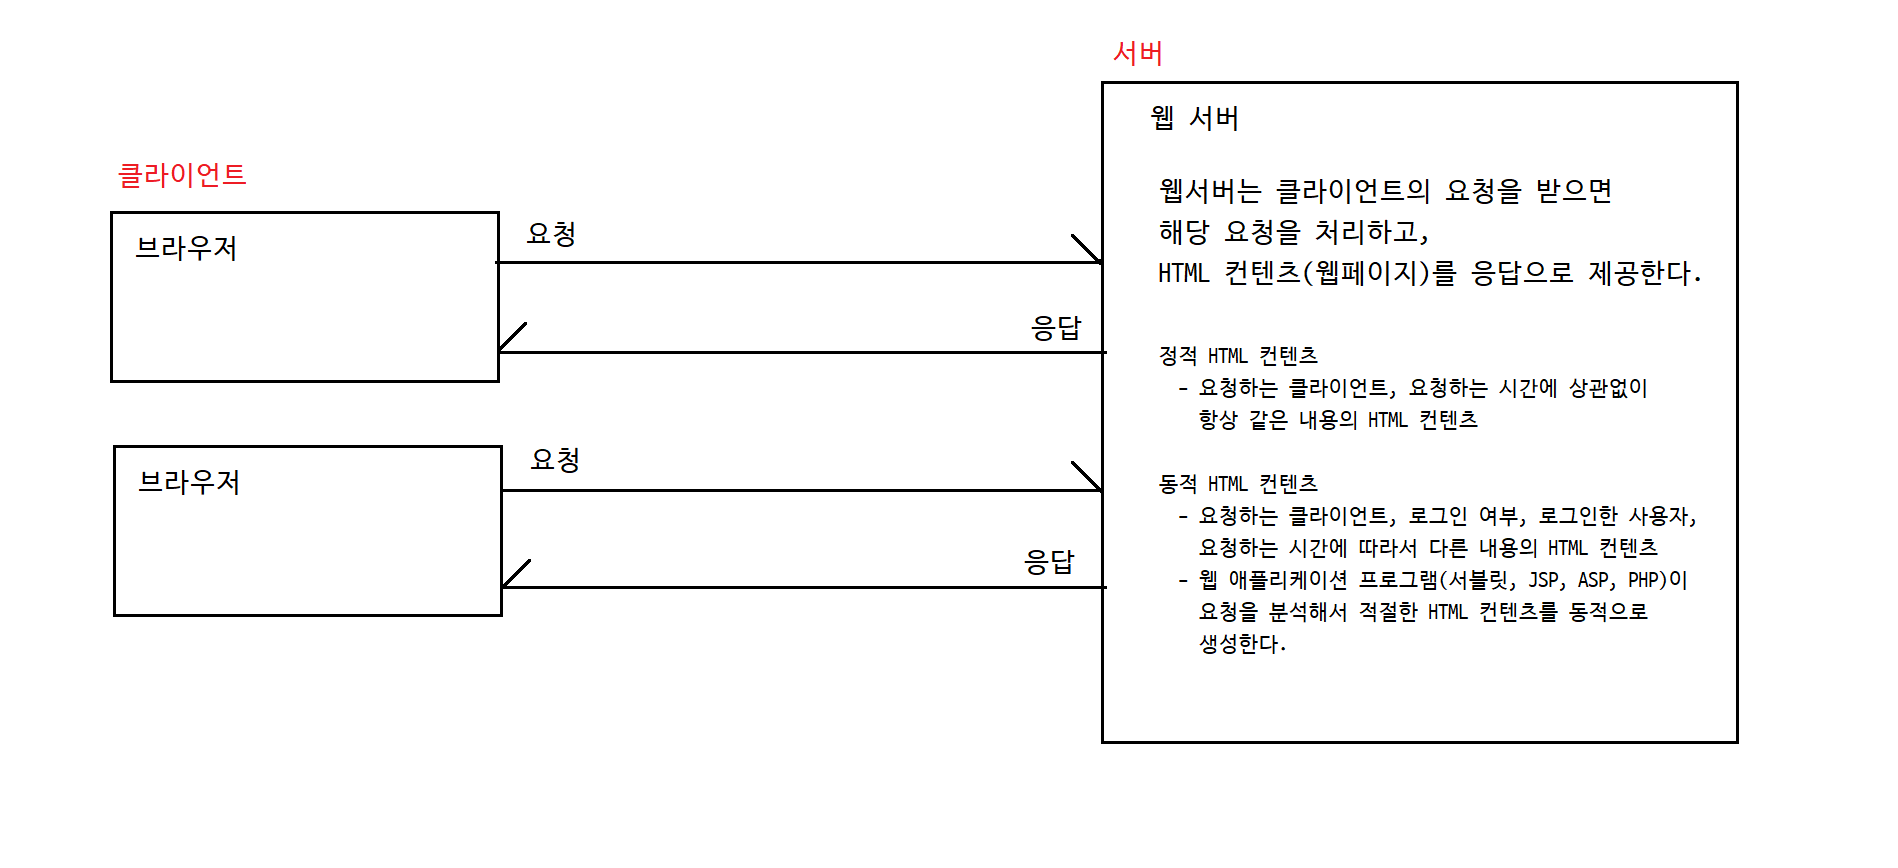 서버
웹 서버
클라이언트
웹서버는 클라이언트의 요청을 받으면
해당 요청을 처리하고,
HTML 컨텐츠(웹페이지)를 응답으로 제공한다.
브라우저
요청
응답
정적 HTML 컨텐츠
- 요청하는 클라이언트, 요청하는 시간에 상관없이
항상 같은 내용의 HTML 컨텐츠
브라우저
요청
응답
동적 HTML 컨텐츠
- 요청하는 클라이언트, 로그인 여부, 로그인한 사용자,
요청하는 시간에 따라서 다른 내용의 HTML 컨텐츠
- 웹 애플리케이션 프로그램(서블릿, JSP, ASP, PHP)이
요청을 분석해서 적절한 HTML 컨텐츠를 동적으로
생성한다.